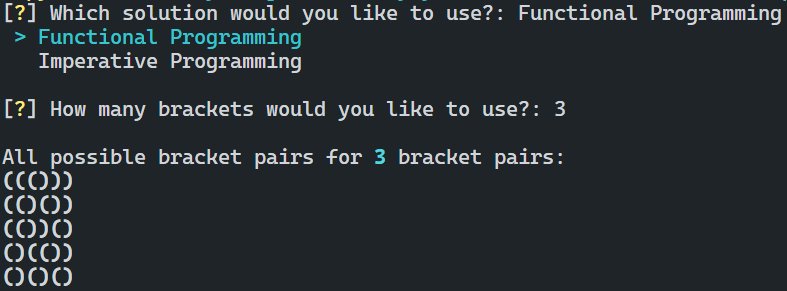 [?] Which solution would you like to use?: Functional Programming
> Functional Programming
Imperative Programming
[?] How many brackets would you like to use?: 3
All possible bracket pairs for 3 bracket pairs:
((()))
(()())
(())()
()(())
()()()